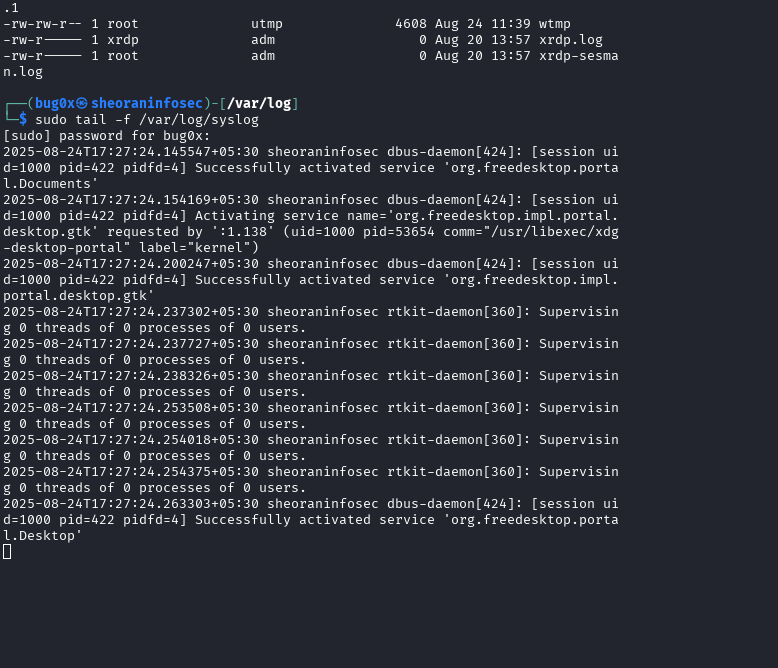 .1
-rw-rw-r-- 1 root              utmp              4608 Aug 24 11:39 wtmp
-rw-r----- 1 xrdp              adm                  0 Aug 20 13:57 xrdp.log
-rw-r----- 1 root              adm                  0 Aug 20 13:57 xrdp-sesma
n.log
┌──(bug0x㉿sheoraninfosec)-[/var/log]
└─$ sudo tail -f /var/log/syslog
[sudo] password for bug0x:
2025-08-24T17:27:24.145547+05:30 sheoraninfosec dbus-daemon[424]: [session ui
d=1000 pid=422 pidfd=4] Successfully activated service 'org.freedesktop.porta
l.Documents'
2025-08-24T17:27:24.154169+05:30 sheoraninfosec dbus-daemon[424]: [session ui
d=1000 pid=422 pidfd=4] Activating service name='org.freedesktop.impl.portal.
desktop.gtk' requested by ':1.138' (uid=1000 pid=53654 comm="/usr/libexec/xdg
-desktop-portal" label="kernel")
2025-08-24T17:27:24.200247+05:30 sheoraninfosec dbus-daemon[424]: [session ui
d=1000 pid=422 pidfd=4] Successfully activated service 'org.freedesktop.impl.
portal.desktop.gtk'
2025-08-24T17:27:24.237302+05:30 sheoraninfosec rtkit-daemon[360]: Supervisin
g 0 threads of 0 processes of 0 users.
2025-08-24T17:27:24.237727+05:30 sheoraninfosec rtkit-daemon[360]: Supervisin
g 0 threads of 0 processes of 0 users.
2025-08-24T17:27:24.238326+05:30 sheoraninfosec rtkit-daemon[360]: Supervisin
g 0 threads of 0 processes of 0 users.
2025-08-24T17:27:24.253508+05:30 sheoraninfosec rtkit-daemon[360]: Supervisin
g 0 threads of 0 processes of 0 users.
2025-08-24T17:27:24.254018+05:30 sheoraninfosec rtkit-daemon[360]: Supervisin
g 0 threads of 0 processes of 0 users.
2025-08-24T17:27:24.254375+05:30 sheoraninfosec rtkit-daemon[360]: Supervisin
g 0 threads of 0 processes of 0 users.
2025-08-24T17:27:24.263303+05:30 sheoraninfosec dbus-daemon[424]: [session ui
d=1000 pid=422 pidfd=4] Successfully activated service 'org.freedesktop.porta
l.Desktop'